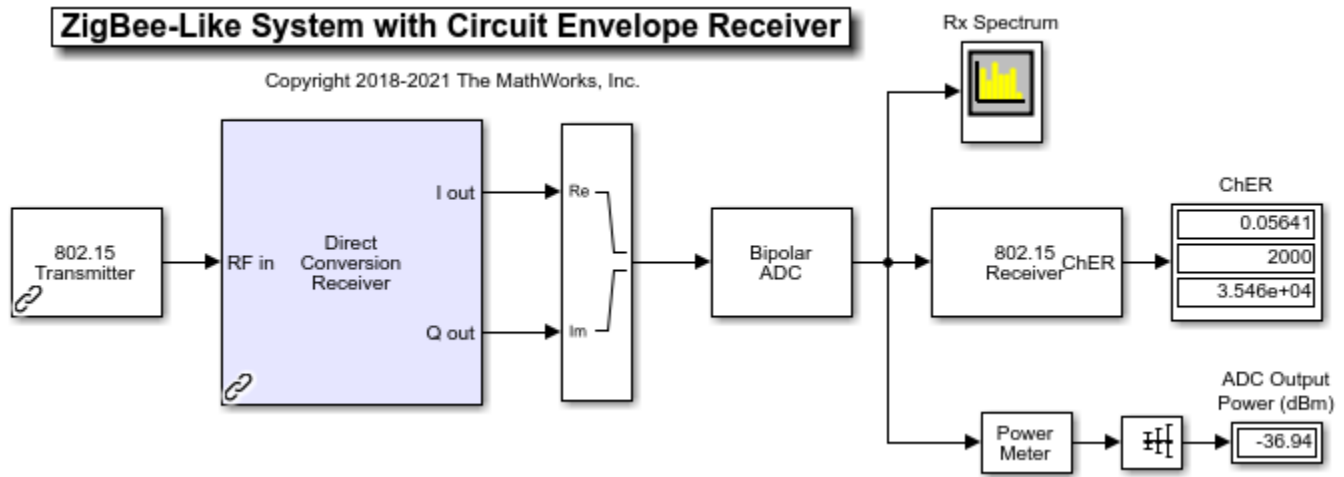 ZigBee-Like System with Circuit Envelope Receiver
Copyright 2018-2021 The MathWorks, Inc.
Rx Spectrum
802.15
Transmitter
RF in
Direct
Conversion
Receiver
I out
Q out
Re
Im
Bipolar
ADC
802.15
Receiver
ChER
ChER
0.05641
2000
3.546e+04
Power
Meter
ADC Output
Power (dBm)
-36.94